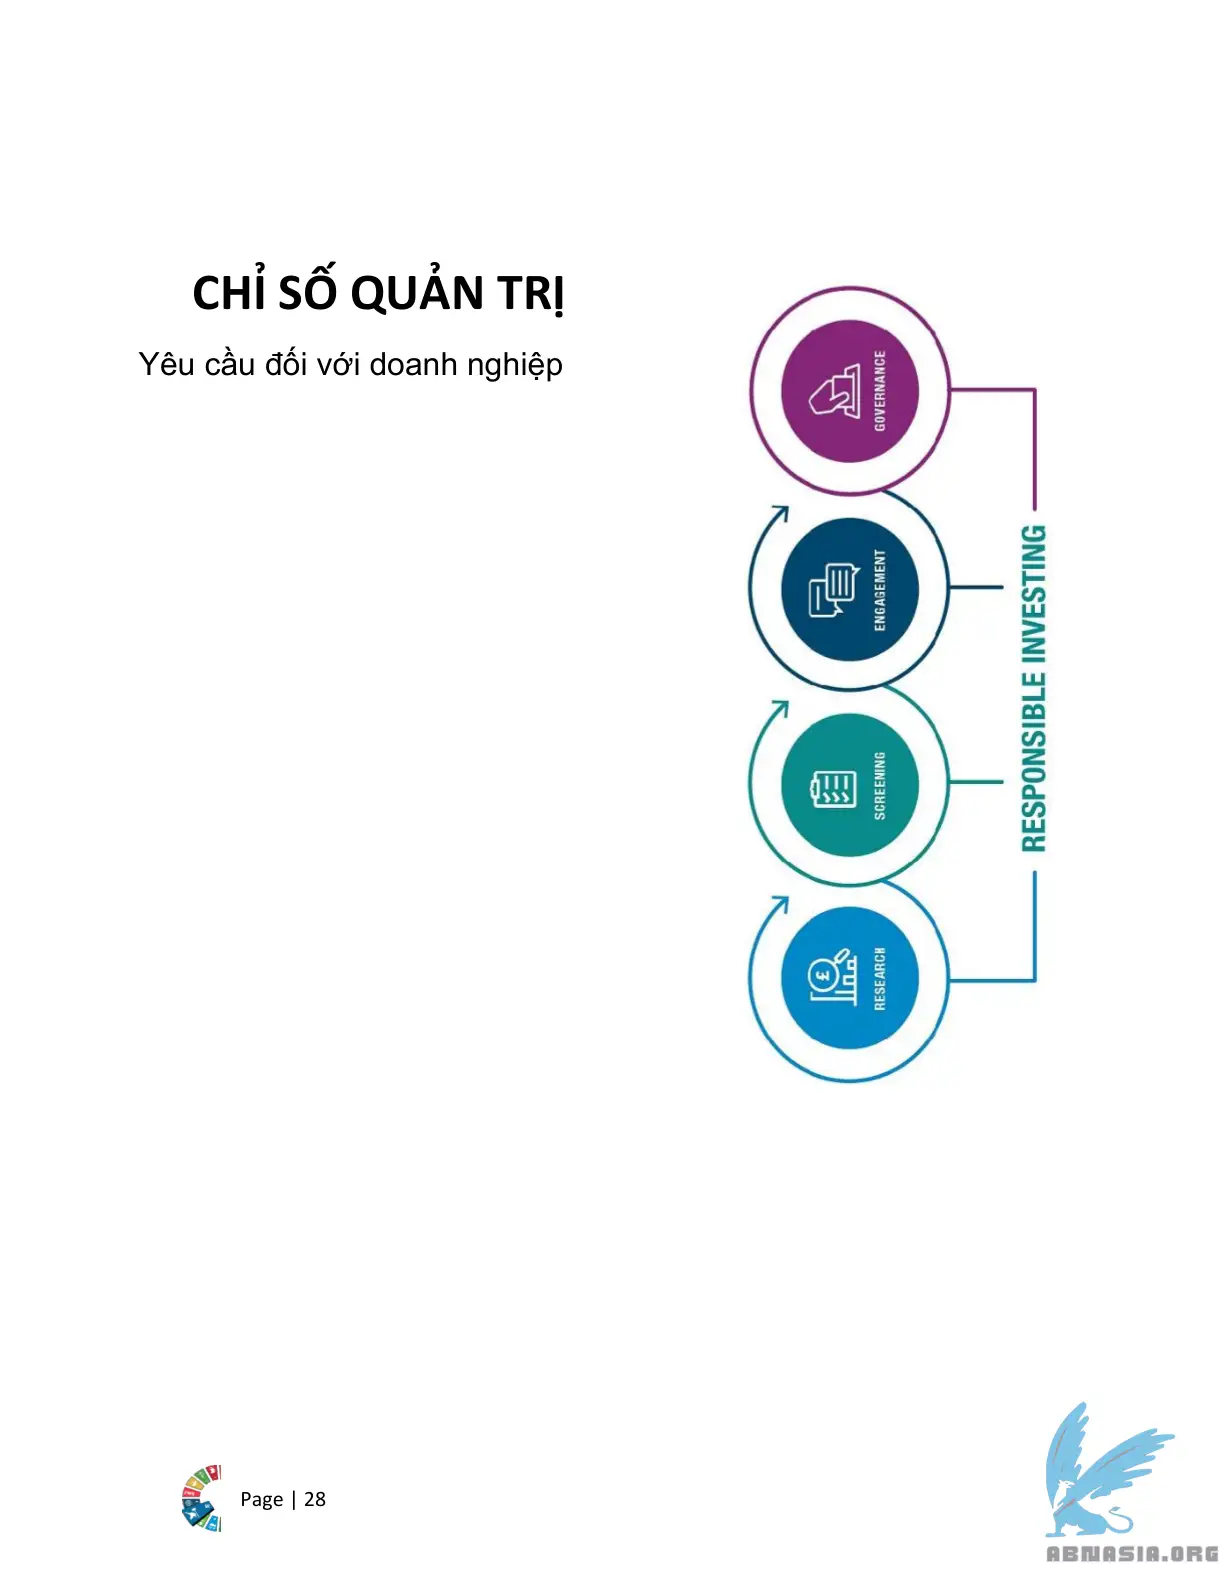 CHỈ SỐ QUẢN TRỊ
Yêu cầu đối với doanh nghiệp
GOVERNANCE
ENGAGEMENT
SCREENING
RESEARCH
RESPONSIBLE INVESTING
£
Page | 28
ABNASIA.ORG